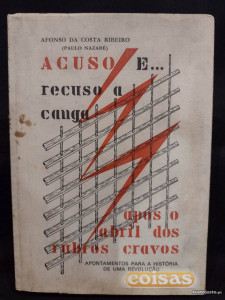 AFONSO DA COSTA RIBEIRO
(PAULO NAZARÉ)
ACUSO E...
recuso a
canga
após o
abril dos
rubros cravos
APONTAMENTOS PARA A HISTÓRIA
DE UMA REVOLUÇÃO
coisas